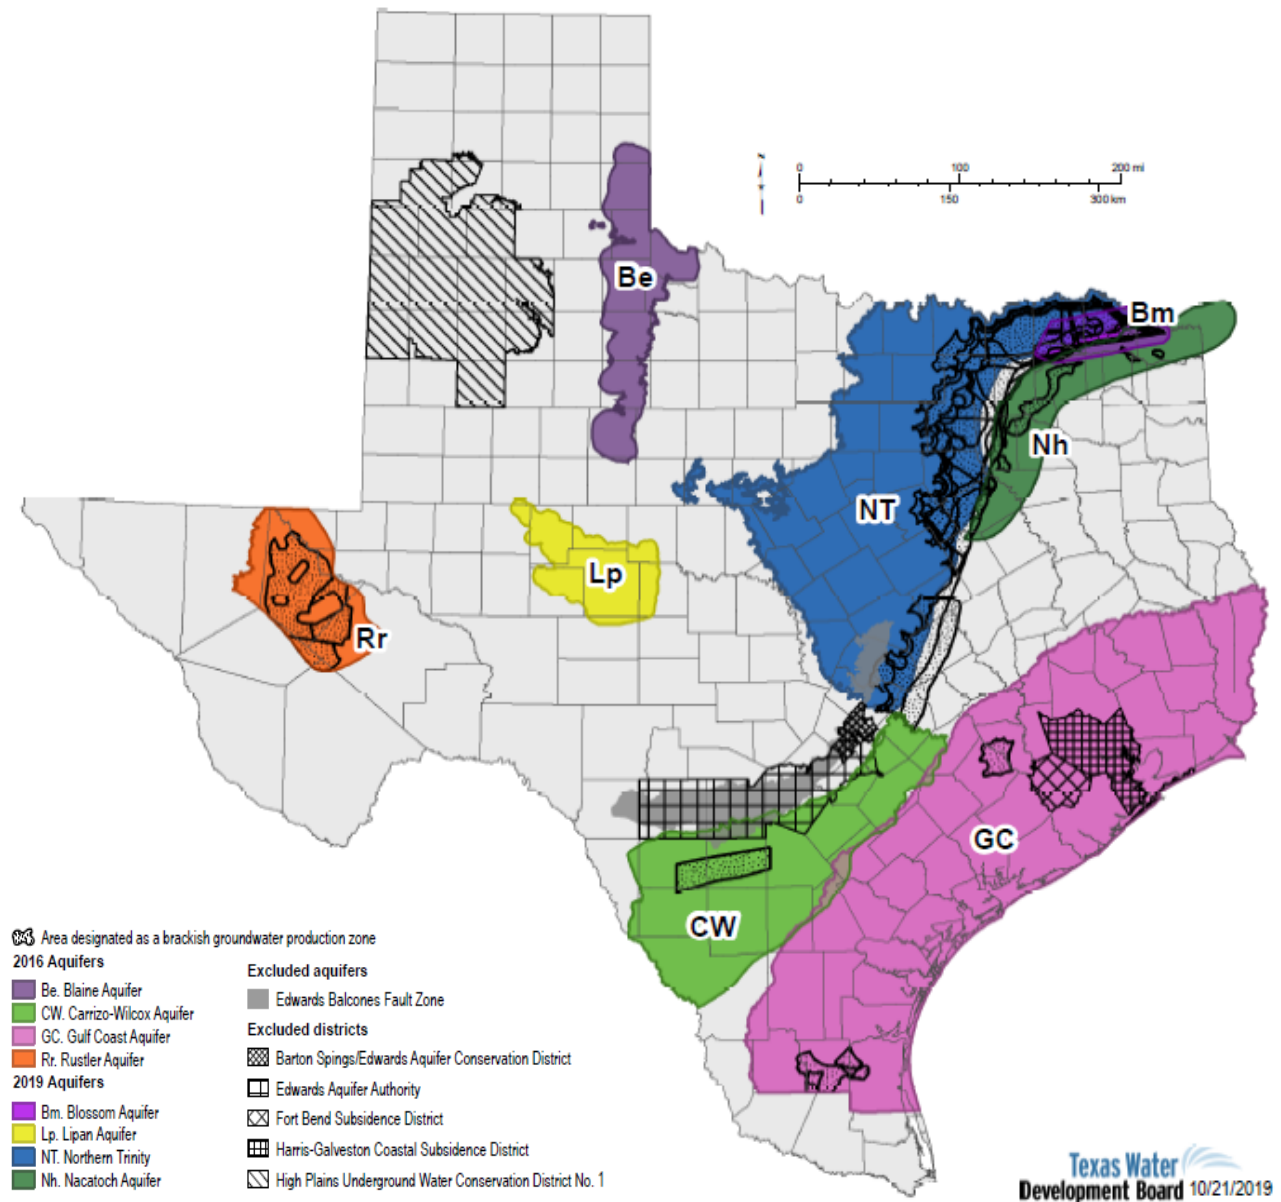 0 100 200 mi
0 150 300 km
Be
Bm
Nh
NT
Lp
Rr
GC
CW
Area designated as a brackish groundwater production zone
2016 Aquifers
Be. Blaine Aquifer
CW. Carrizo-Wilcox Aquifer
GC. Gulf Coast Aquifer
Rr. Rustler Aquifer
2019 Aquifers
Bm. Blossom Aquifer
Lp. Lipan Aquifer
NT. Northern Trinity
Nh. Nacatoch Aquifer
Excluded aquifers
Edwards Balcones Fault Zone
Excluded districts
Barton Spings/Edwards Aquifer Conservation District
Edwards Aquifer Authority
Fort Bend Subsidence District
Harris-Galveston Coastal Subsidence District
High Plains Underground Water Conservation District No. 1
Texas Water
Development Board 10/21/2019